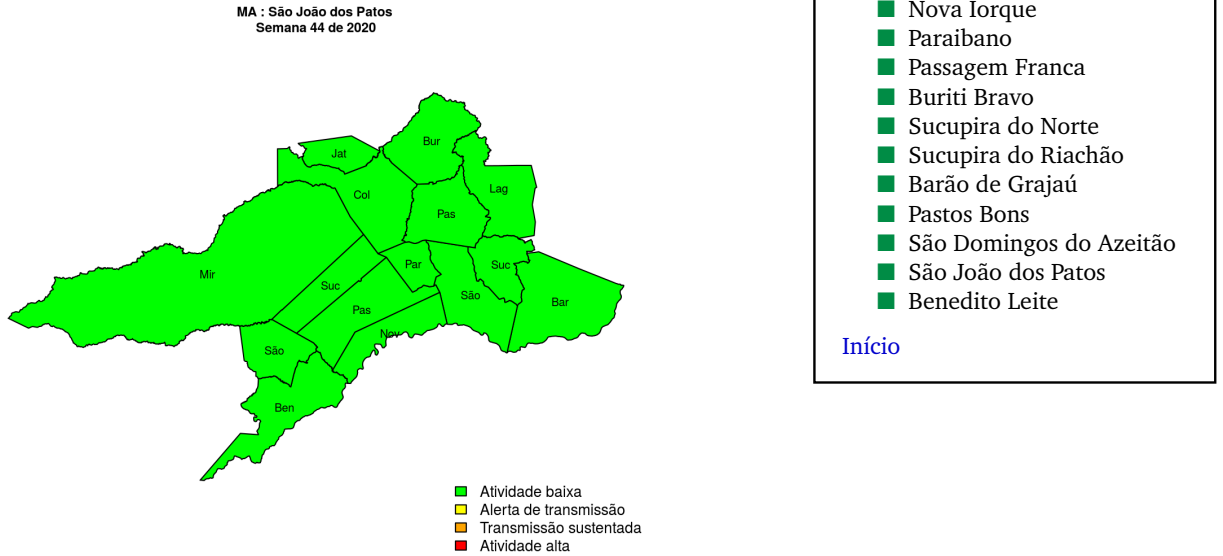 MA : São João dos Patos
Semana 44 de 2020
Bur
Jat
Lag
Col
Pas
Suc
Par
Mir
Suc
São
Bar
Pas
Nov
São
Ben
Atividade baixa
Alerta de transmissão
Transmissão sustentada
Atividade alta
Nova Iorque
Paraibano
Passagem Franca
Buriti Bravo
Sucupira do Norte
Sucupira do Riachão
Barão de Grajaú
Pastos Bons
São Domingos do Azeitão
São João dos Patos
Benedito Leite
Início